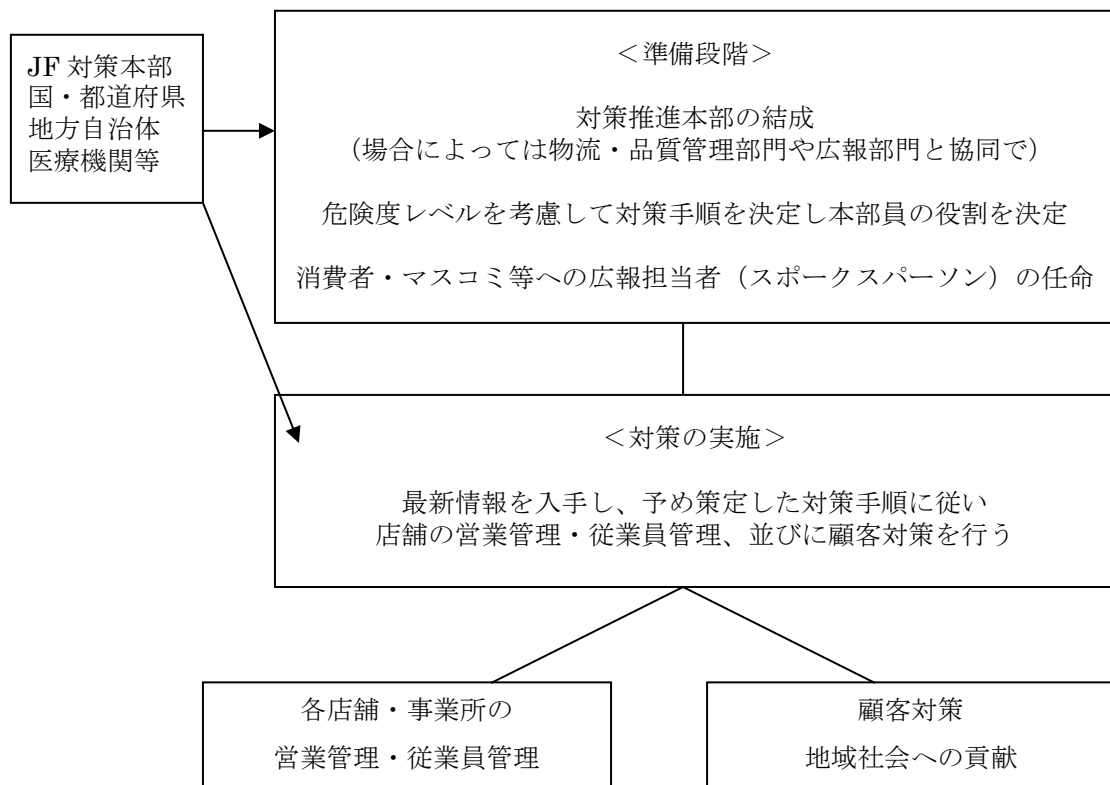 JF 対策本部
国・都道府県
地方自治体
医療機関等
＜準備段階＞
対策推進本部の結成
（場合によっては物流・品質管理部門や広報部門と協同で）
危険度レベルを考慮して対策手順を決定し本部員の役割を決定
消費者・マスコミ等への広報担当者（スポークスパーソン）の任命
＜対策の実施＞
最新情報を入手し、予め策定した対策手順に従い
店舗の営業管理・従業員管理、並びに顧客対策を行う
各店舗・事業所の
営業管理・従業員管理
顧客対策
地域社会への貢献